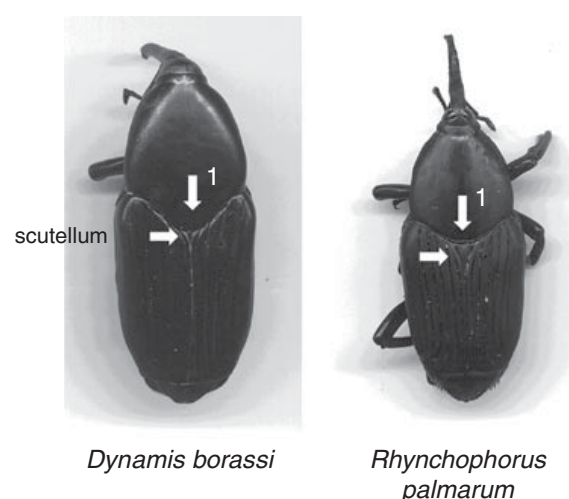 1
1
scutellum
Dynamis borassi
Rhynchophorus
palmarum